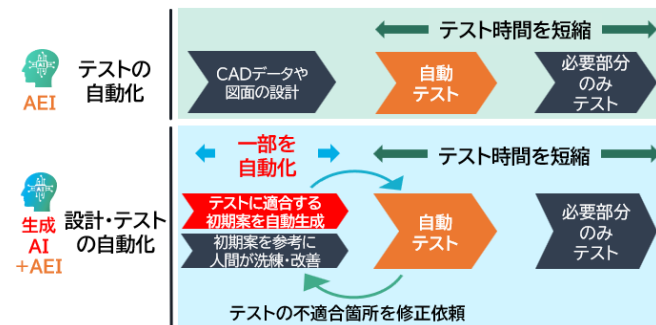 テスト時間を短縮
テストの
自動化
AEI
CADデータや
図面の設計
自動
テスト
必要部分
のみ
テスト
一部を
自動化
テスト時間を短縮
生成
AI
+AEI
設計・テスト
の自動化
テストに適合する
初期案を自動生成
初期案を参考に
人間が洗練・改善
自動
テスト
必要部分
のみ
テスト
テストの不適合箇所を修正依頼